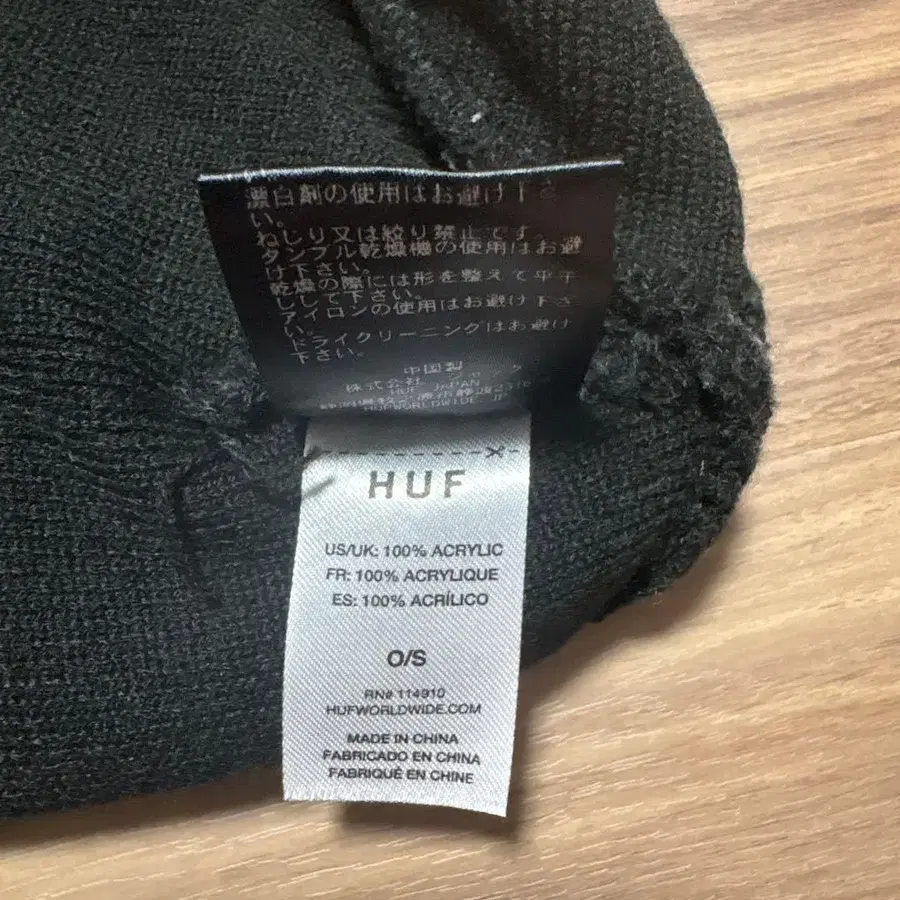 漂白剤の使用はお避け下さ
い。
ねじり又は絞り禁止です。
タンブル乾燥機の使用はお避
け下さい。
乾燥の際には形を整えて平干
しして下さい。
アイロンの使用はお避け下さ
い。
ドライクリーニングはお避け
下さい。
中国製
株式会社
HUF JAPAN
HUFWORLDWIDE.JP
HUF
US/UK: 100% ACRYLIC
FR: 100% ACRYLIQUE
ES: 100% ACRÍLICO
O/S
RN# 114910
HUFWORLDWIDE.COM
MADE IN CHINA
FABRICADO EN CHINA
FABRIQUÉ EN CHINE